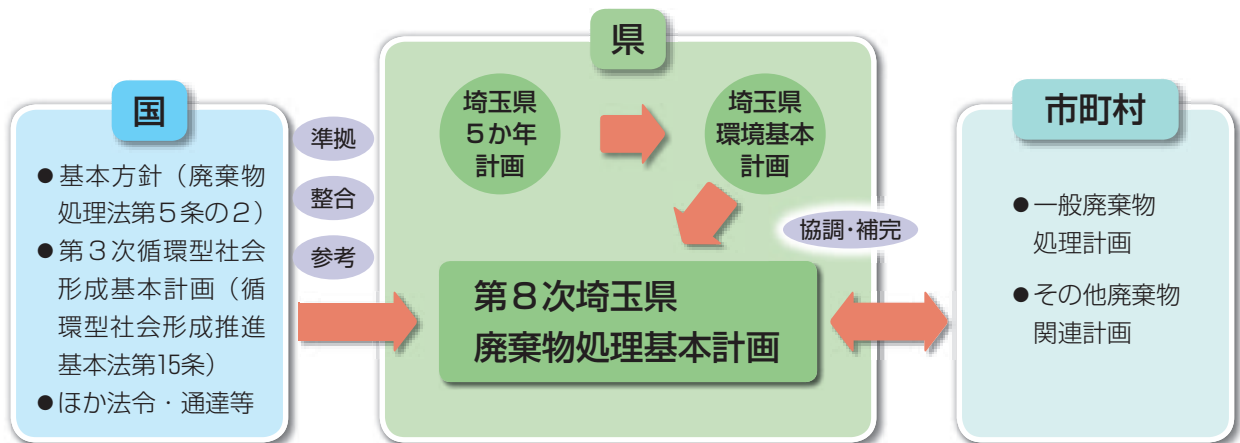 県
国
●基本方針（廃棄物
処理法第５条の２）
●第３次循環型社会
形成基本計画（循
環型社会形成推進
基本法第15条）
●ほか法令・通達等
準拠
整合
参考
埼玉県
５か年
計画
埼玉県
環境基本
計画
第８次埼玉県
廃棄物処理基本計画
協調・補完
市町村
●一般廃棄物
処理計画
●その他廃棄物
関連計画